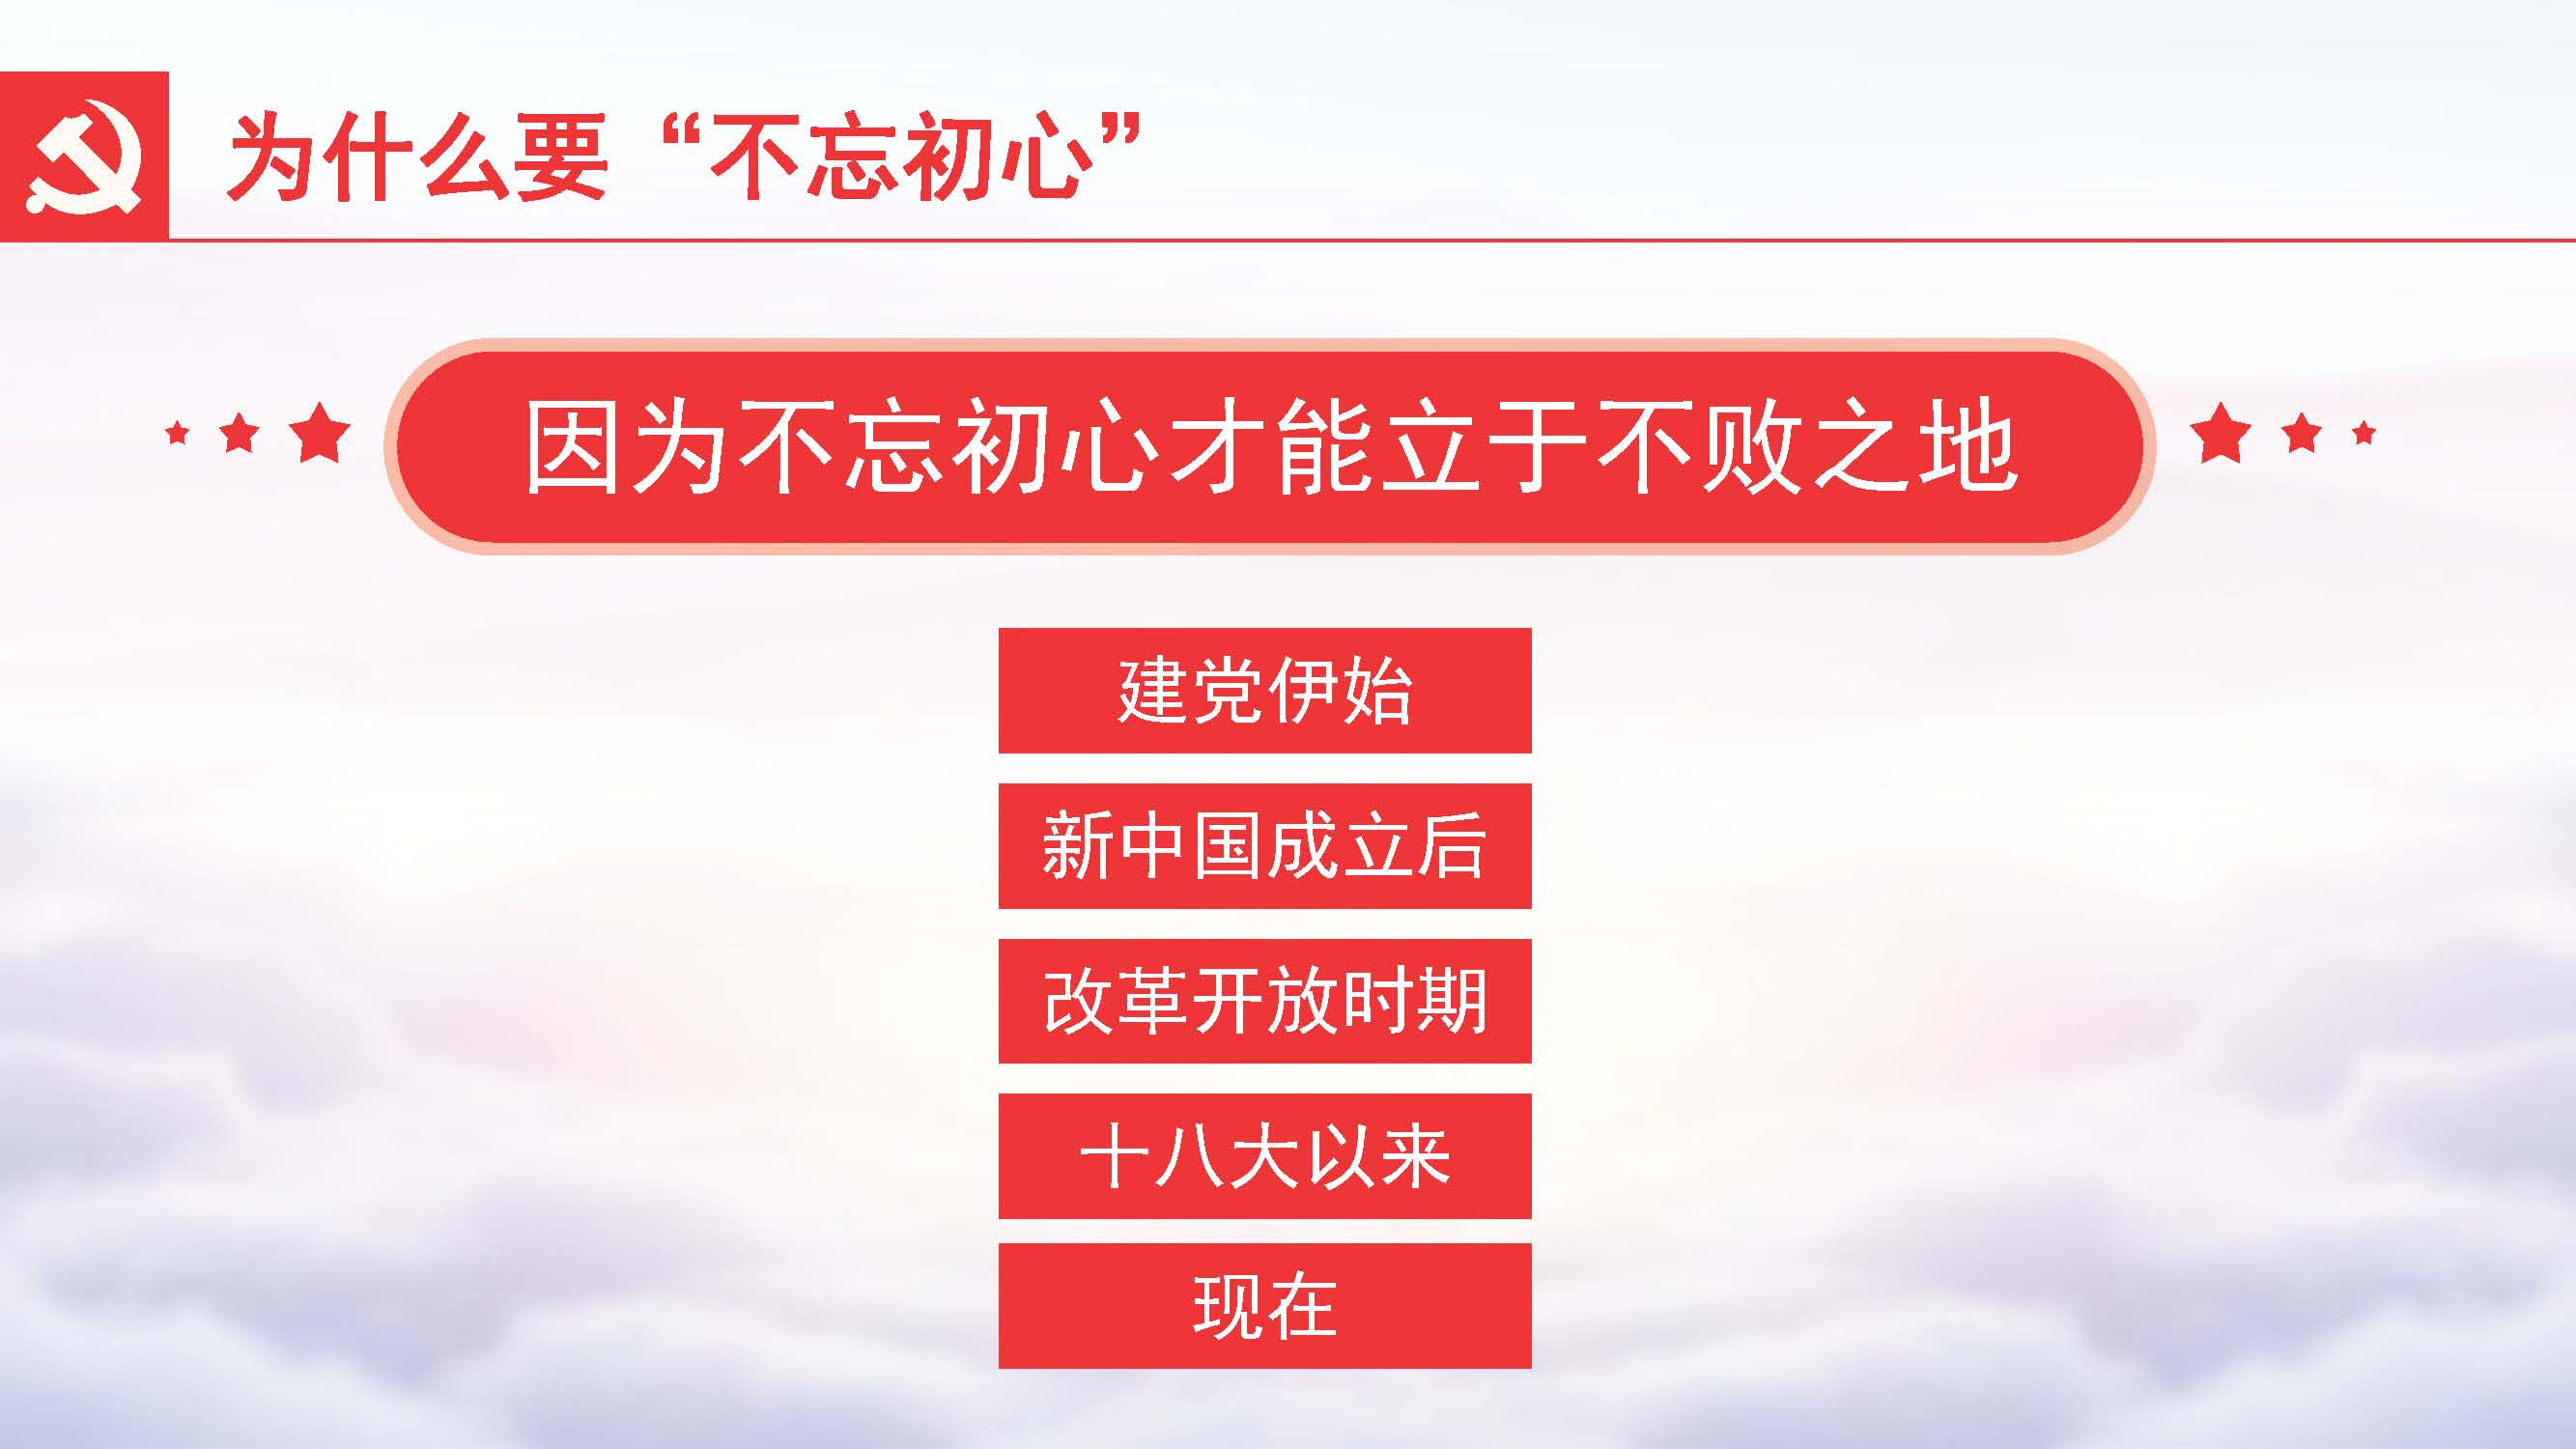 为什么要“不忘初心”
因为不忘初心才能立于不败之地
建党伊始
新中国成立后
改革开放时期
十八大以来
现在